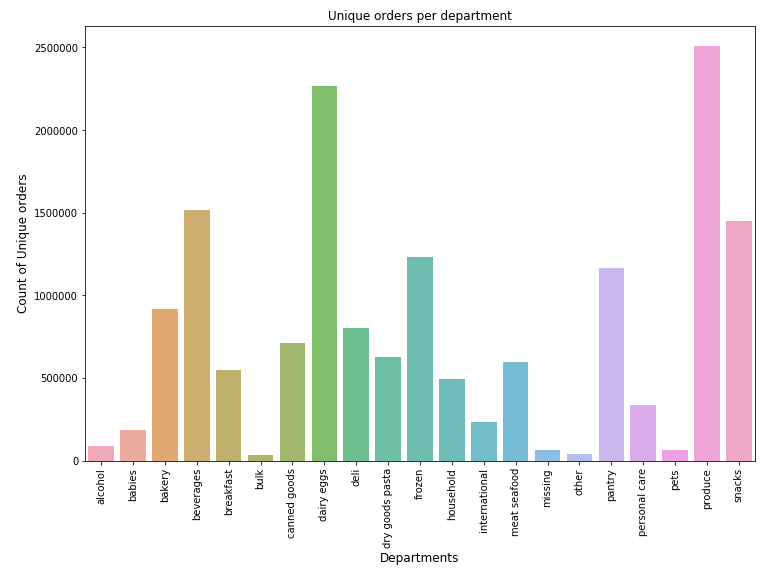 Unique orders per department
Count of Unique orders
2500000
2000000
1500000
1000000
500000
0
alcohol
babies
bakery
beverages
breakfast
bulk
canned goods
dairy eggs
deli
dry goods pasta
frozen
household
international
meat seafood
missing
other
pantry
personal care
pets
produce
snacks
Departments